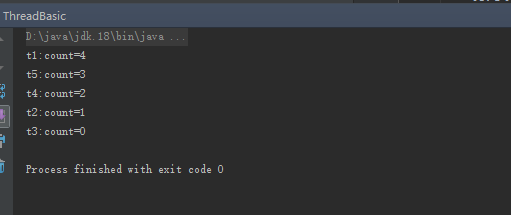 ThreadBasic
D:\java\jdk.18\bin\java ...
t1:count=4
t5:count=3
t4:count=2
t2:count=1
t3:count=0
Process finished with exit code 0